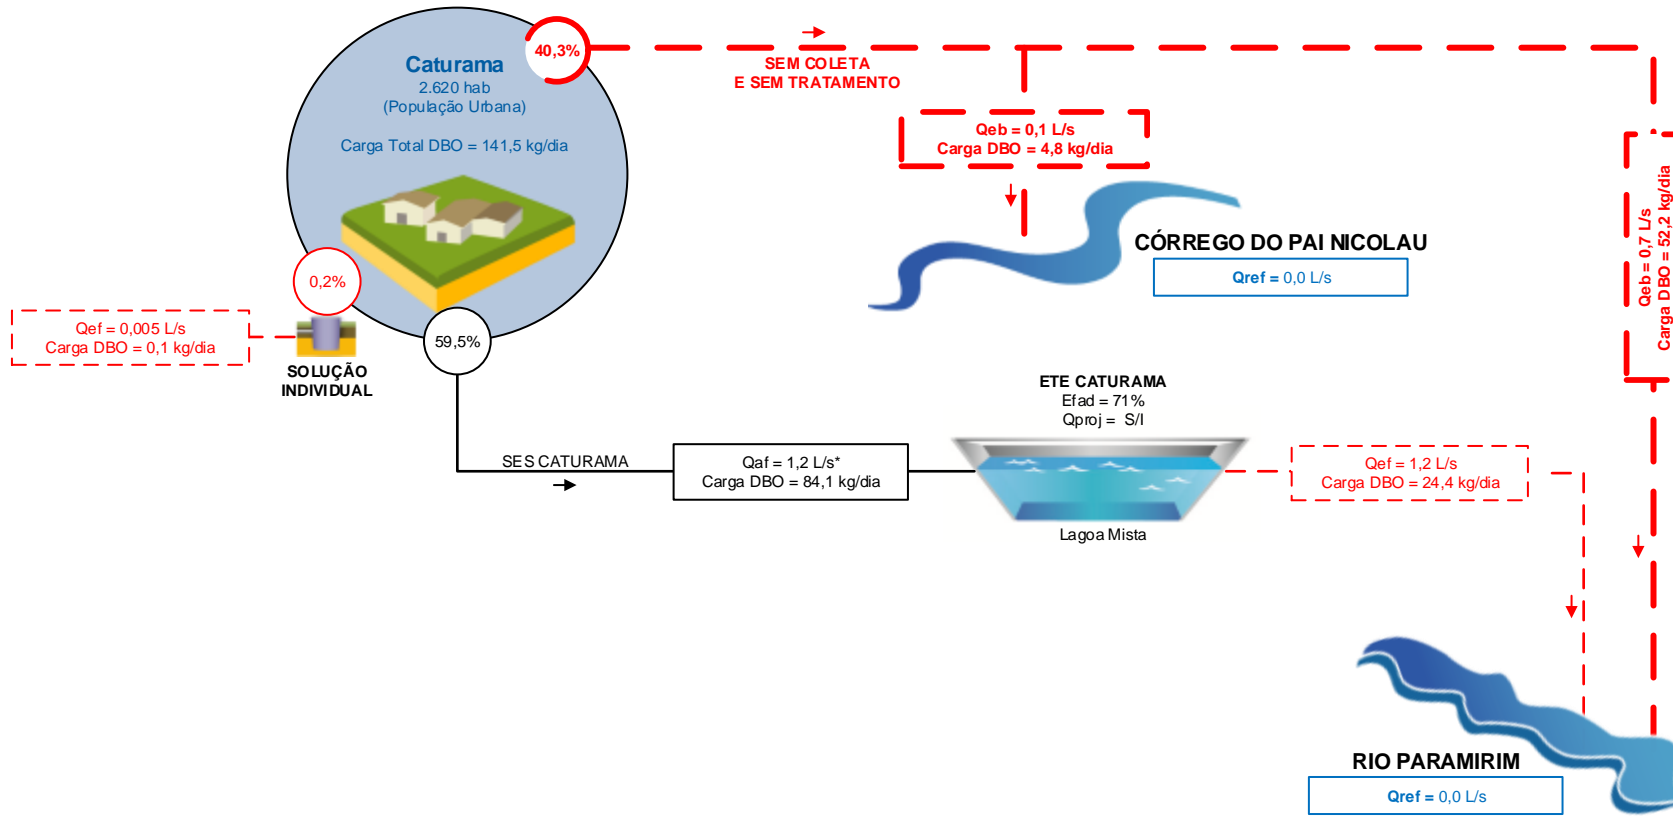 40,3%
Caturama
2.620 hab
(População Urbana)
Carga Total DBO = 141,5 kg/dia
SEM COLETA
E SEM TRATAMENTO
Qeb = 0,1 L/s
Carga DBO = 4,8 kg/dia
CÓRREGO DO PAI NICOLAU
Qref = 0,0 L/s
Qeb = 0,7 L/s
Carga DBO = 52,2 kg/dia
0,2%
Qef = 0,005 L/s
Carga DBO = 0,1 kg/dia
SOLUÇÃO
INDIVIDUAL
59,5%
SES CATURAMA
Qaf = 1,2 L/s*
Carga DBO = 84,1 kg/dia
ETE CATURAMA
Efad = 71%
Qproj = S/I
Lagoa Mista
Qef = 1,2 L/s
Carga DBO = 24,4 kg/dia
RIO PARAMIRIM
Qref = 0,0 L/s